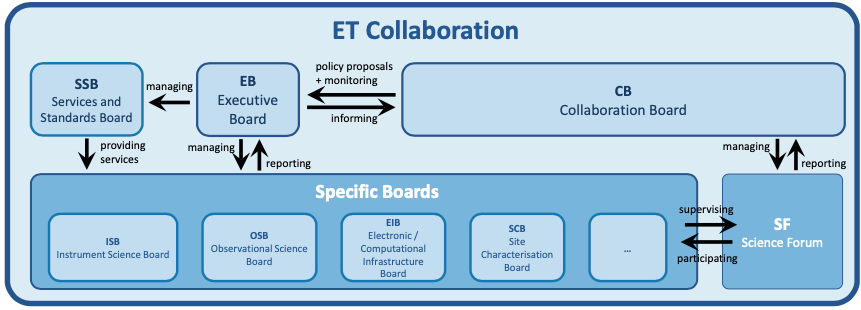 ET Collaboration
SSB
Services and
Standards Board
managing
EB
Executive
Board
policy proposals
+ monitoring
informing
CB
Collaboration Board
providing
services
managing
reporting
managing
reporting
Specific Boards
ISB
Instrument Science Board
OSB
Observational Science
Board
EIB
Electronic /
Computational
Infrastructure
Board
SCB
Site
Characterisation
Board
...
supervising
participating
SF
Science Forum